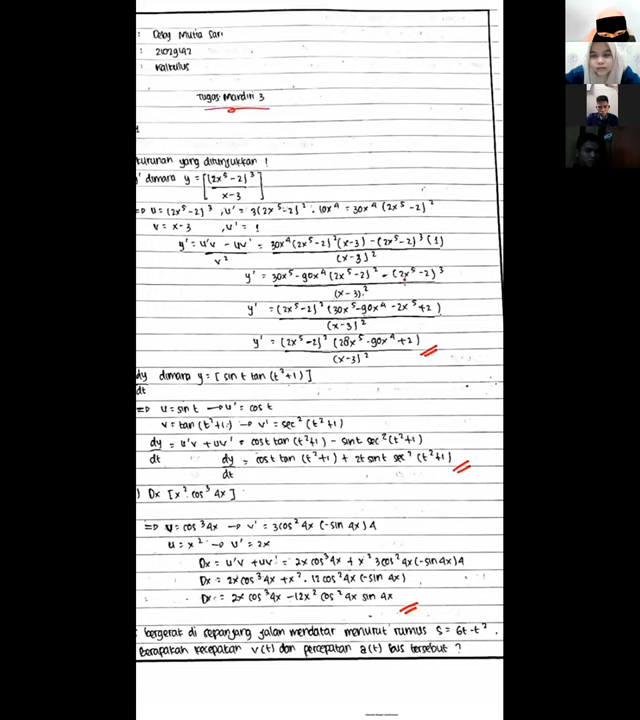 : Deby Mutia Sari
: 21029142
: Kalkulus
Tugas Mandiri 3
turunan yang ditunjukkan !
y' dimana y = [(2x⁵-2)³ / x-3]
=> u = (2x⁵-2)³ , u' = 3(2x⁵-2)² . 10x⁴ = 30x⁴ (2x⁵-2)²
v = x-3 , v' = 1
y' = u'v - uv' / v² = 30x⁴(2x⁵-2)²(x-3) - (2x⁵-2)³ (1) / (x-3)²
y' = 30x⁵-90x⁴(2x⁵-2)² - (2x⁵-2)³ / (x-3)²
y' = (2x⁵-2)² (30x⁵-90x⁴-2x⁵+2) / (x-3)²
y' = (2x⁵-2)² (28x⁵-90x⁴+2) / (x-3)²
dy/dt dimana y = [sin t tan (t²+1)]
=> u = sin t -> u' = cos t
v = tan (t²+1) -> v' = sec² (t²+1)
dy/dt = u'v + uv' = cos t tan (t²+1) - sin t sec² (t²+1)
dy/dt = cos t tan (t²+1) + 2t sin t sec² (t²+1)
) Dx [x² cos³ 4x]
=> v = cos³ 4x -> v' = 3 cos² 4x (-sin 4x) 4
u = x² -> u' = 2x
Dx = u'v + uv' = 2x cos³ 4x + x² 3 cos² 4x (-sin 4x) 4
Dx = 2x cos³ 4x + x² . 12 cos² 4x (-sin 4x)
Dx = 2x cos³ 4x - 12x² cos² 4x sin 4x
bergerak di sepanjang jalan mendatar menurut rumus s = 6t - t² .
Berapakah kecepatan v(t) dan percepatan a(t) bus tersebut ?